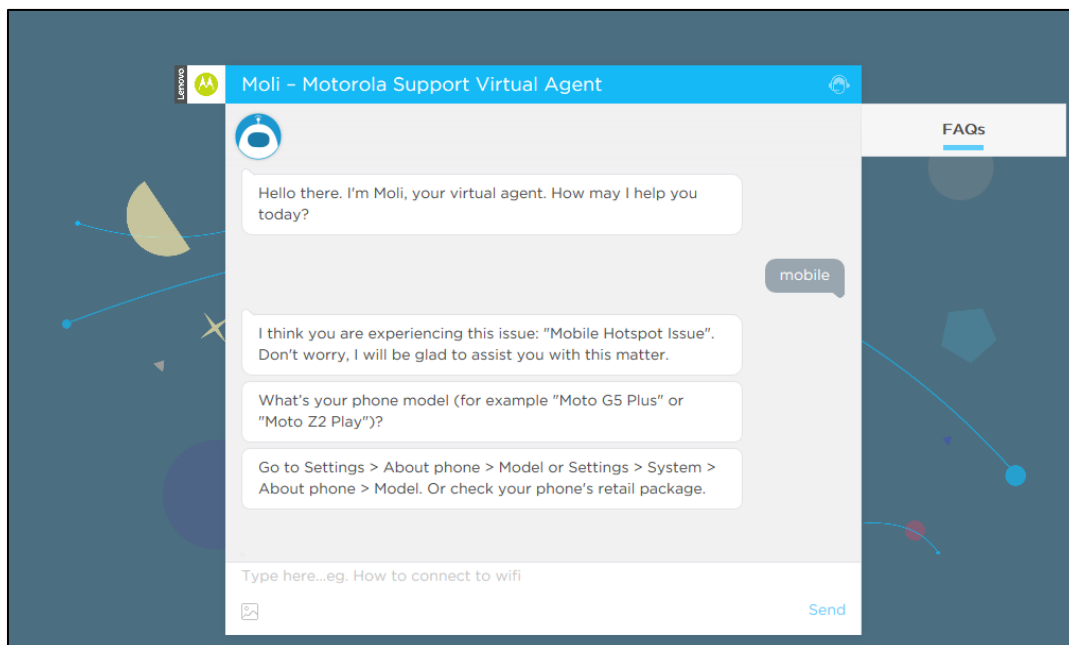 Lenovo
Moli – Motorola Support Virtual Agent
FAQs
Hello there. I'm Moli, your virtual agent. How may I help you
today?
mobile
I think you are experiencing this issue: "Mobile Hotspot Issue".
Don't worry, I will be glad to assist you with this matter.
What's your phone model (for example "Moto G5 Plus" or
"Moto Z2 Play")?
Go to Settings > About phone > Model or Settings > System >
About phone > Model. Or check your phone's retail package.
Type here...eg. How to connect to wifi
Send